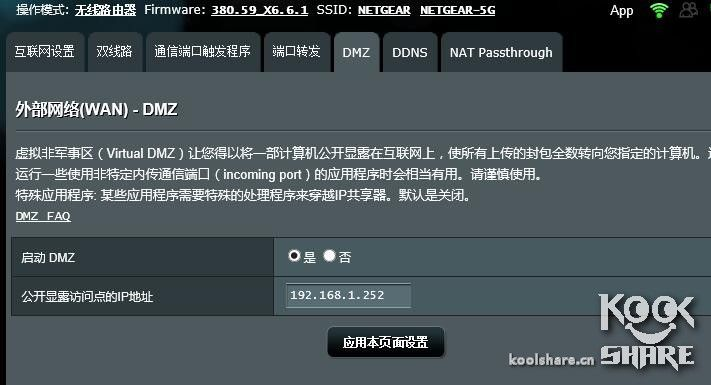 操作模式: 无线路由器 Firmware: 380.59_X6.6.1 SSID: NETGEAR NETGEAR-5G App
互联网设置 双线路 通信端口触发程序 端口转发 DMZ DDNS NAT Passthrough
外部网络(WAN) - DMZ
虚拟非军事区（Virtual DMZ）让您得以将一部计算机公开显露在互联网上，使所有上传的封包全数转向您指定的计算机。
运行一些使用非特定内传通信端口（incoming port）的应用程序时会相当有用。请谨慎使用。
特殊应用程序: 某些应用程序需要特殊的处理程序来穿越IP共享器。默认是关闭。
DMZ FAQ
启动 DMZ 是 否
公开显露访问点的IP地址 192.168.1.252
应用本页面设置
KOOL
SHARE
koolshare.cn